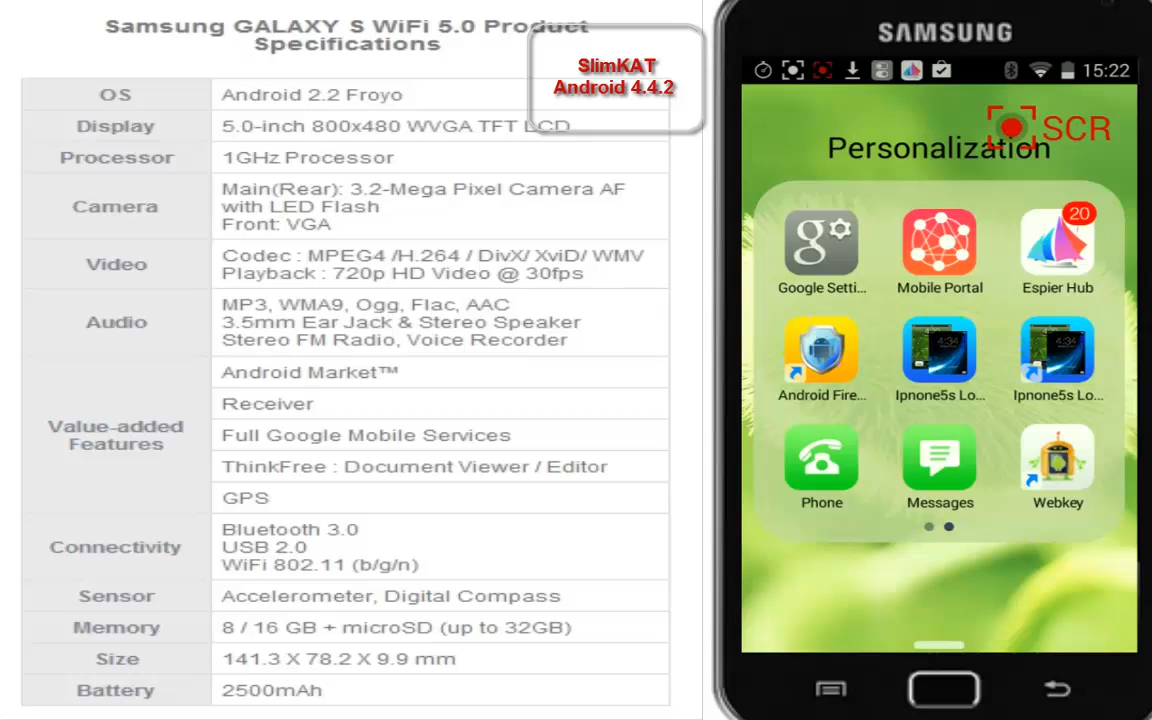 Samsung GALAXY S WiFi 5.0 Product
Specifications
SlimKAT
Android 4.4.2
OS
Android 2.2 Froyo
Display
5.0-inch 800x480 WVGA TFT LCD
Processor
1GHz Processor
Camera
Main(Rear): 3.2-Mega Pixel Camera AF
with LED Flash
Front: VGA
Video
Codec : MPEG4 /H.264 / DivX/ XviD/ WMV
Playback : 720p HD Video @ 30fps
Audio
MP3, WMA9, Ogg, Flac, AAC
3.5mm Ear Jack & Stereo Speaker
Stereo FM Radio, Voice Recorder
Value-added
Features
Android Market™
Receiver
Full Google Mobile Services
ThinkFree : Document Viewer / Editor
GPS
Connectivity
Bluetooth 3.0
USB 2.0
WiFi 802.11 (b/g/n)
Sensor
Accelerometer, Digital Compass
Memory
8 / 16 GB + microSD (up to 32GB)
Size
141.3 X 78.2 X 9.9 mm
Battery
2500mAh
SAMSUNG
15:22
SCR
Personalization
20
g
Google Setti...
Mobile Portal
Espier Hub
4:34
4:34
Android Fire...
Ipnone5s Lo...
Ipnone5s Lo...
Phone
Messages
Webkey